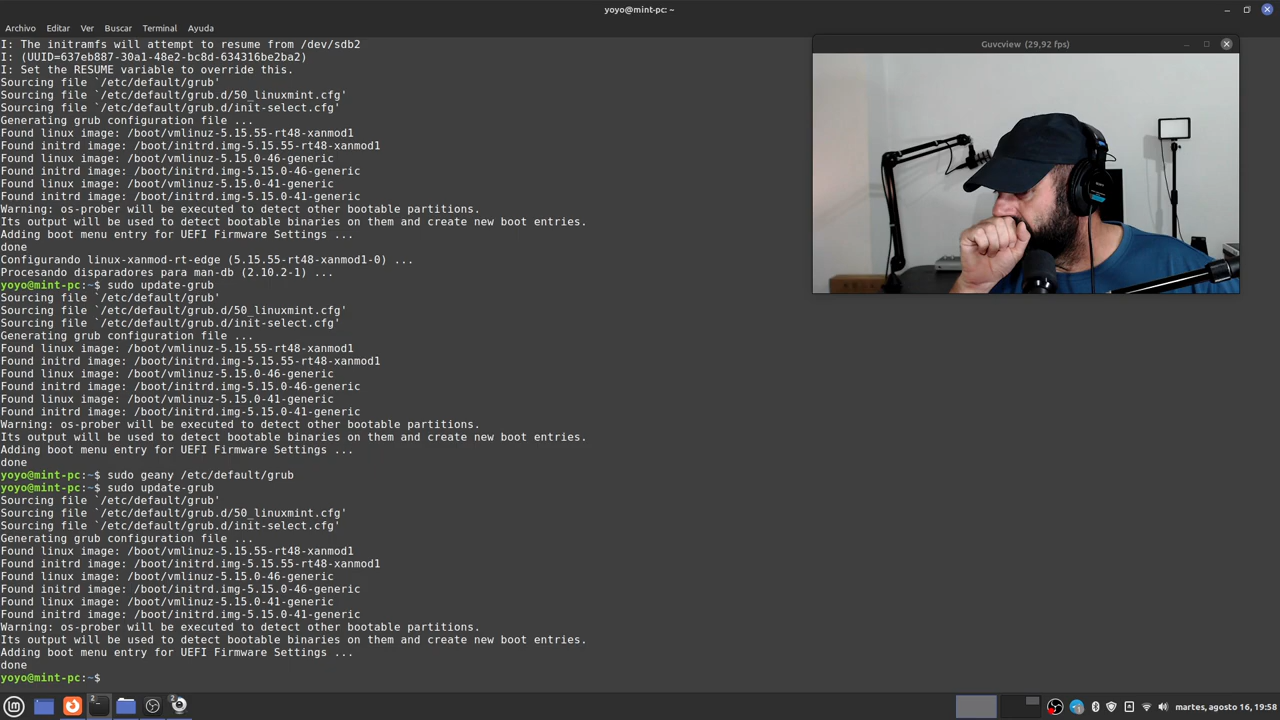 yoyo@mint-pc: ~
Archivo Editar Ver Buscar Terminal Ayuda
I: The initramfs will attempt to resume from /dev/sdb2
I: (UUID=637eb887-30a1-48e2-bc8d-634316be2ba2)
I: Set the RESUME variable to override this.
Sourcing file `/etc/default/grub'
Sourcing file `/etc/default/grub.d/50_linuxmint.cfg'
Sourcing file `/etc/default/grub.d/init-select.cfg'
Generating grub configuration file ...
Found linux image: /boot/vmlinuz-5.15.55-rt48-xanmod1
Found initrd image: /boot/initrd.img-5.15.55-rt48-xanmod1
Found linux image: /boot/vmlinuz-5.15.0-46-generic
Found initrd image: /boot/initrd.img-5.15.0-46-generic
Found linux image: /boot/vmlinuz-5.15.0-41-generic
Found initrd image: /boot/initrd.img-5.15.0-41-generic
Warning: os-prober will be executed to detect other bootable partitions.
Its output will be used to detect bootable binaries on them and create new boot entries.
Adding boot menu entry for UEFI Firmware Settings ...
done
Configurando linux-xanmod-rt-edge (5.15.55-rt48-xanmod1-0) ...
Procesando disparadores para man-db (2.10.2-1) ...
yoyo@mint-pc:~$ sudo update-grub
Sourcing file `/etc/default/grub'
Sourcing file `/etc/default/grub.d/50_linuxmint.cfg'
Sourcing file `/etc/default/grub.d/init-select.cfg'
Generating grub configuration file ...
Found linux image: /boot/vmlinuz-5.15.55-rt48-xanmod1
Found initrd image: /boot/initrd.img-5.15.55-rt48-xanmod1
Found linux image: /boot/vmlinuz-5.15.0-46-generic
Found initrd image: /boot/initrd.img-5.15.0-46-generic
Found linux image: /boot/vmlinuz-5.15.0-41-generic
Found initrd image: /boot/initrd.img-5.15.0-41-generic
Warning: os-prober will be executed to detect other bootable partitions.
Its output will be used to detect bootable binaries on them and create new boot entries.
Adding boot menu entry for UEFI Firmware Settings ...
done
yoyo@mint-pc:~$ sudo geany /etc/default/grub
yoyo@mint-pc:~$ sudo update-grub
Sourcing file `/etc/default/grub'
Sourcing file `/etc/default/grub.d/50_linuxmint.cfg'
Sourcing file `/etc/default/grub.d/init-select.cfg'
Generating grub configuration file ...
Found linux image: /boot/vmlinuz-5.15.55-rt48-xanmod1
Found initrd image: /boot/initrd.img-5.15.55-rt48-xanmod1
Found linux image: /boot/vmlinuz-5.15.0-46-generic
Found initrd image: /boot/initrd.img-5.15.0-46-generic
Found linux image: /boot/vmlinuz-5.15.0-41-generic
Found initrd image: /boot/initrd.img-5.15.0-41-generic
Warning: os-prober will be executed to detect other bootable partitions.
Its output will be used to detect bootable binaries on them and create new boot entries.
Adding boot menu entry for UEFI Firmware Settings ...
done
yoyo@mint-pc:~$
Guvcview (29,92 fps)
2 2 martes, agosto 16, 19:58